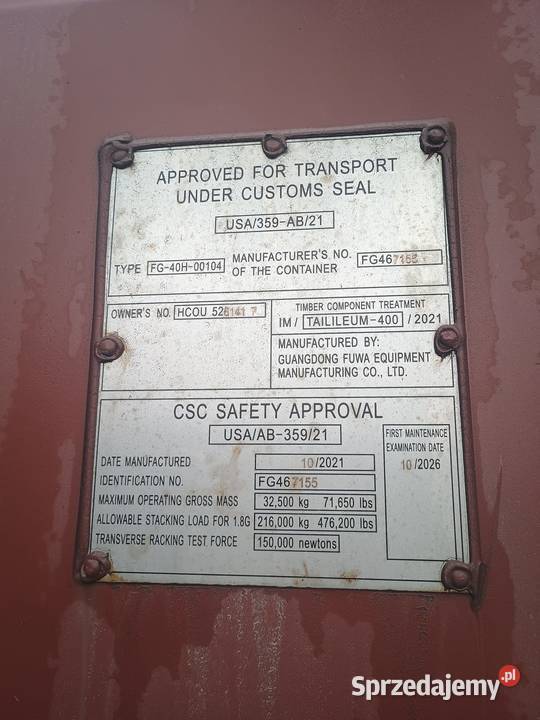 APPROVED FOR TRANSPORT
UNDER CUSTOMS SEAL
USA/359-AB/21
TYPE FG-40H-00104 MANUFACTURER'S NO. OF THE CONTAINER FG467155
OWNER'S NO. HCOU 526141 7
TIMBER COMPONENT TREATMENT
IM / TAILILEUM-400 / 2021
MANUFACTURED BY:
GUANGDONG FUWA EQUIPMENT
MANUFACTURING CO., LTD.
CSC SAFETY APPROVAL
USA/AB-359/21
DATE MANUFACTURED 10/2021
IDENTIFICATION NO. FG467155
MAXIMUM OPERATING GROSS MASS 32,500 kg 71,650 lbs
ALLOWABLE STACKING LOAD FOR 1.8G 216,000 kg 476,200 lbs
TRANSVERSE RACKING TEST FORCE 150,000 newtons
FIRST MAINTENANCE
EXAMINATION DATE
10/2026
Sprzedajemy.pl